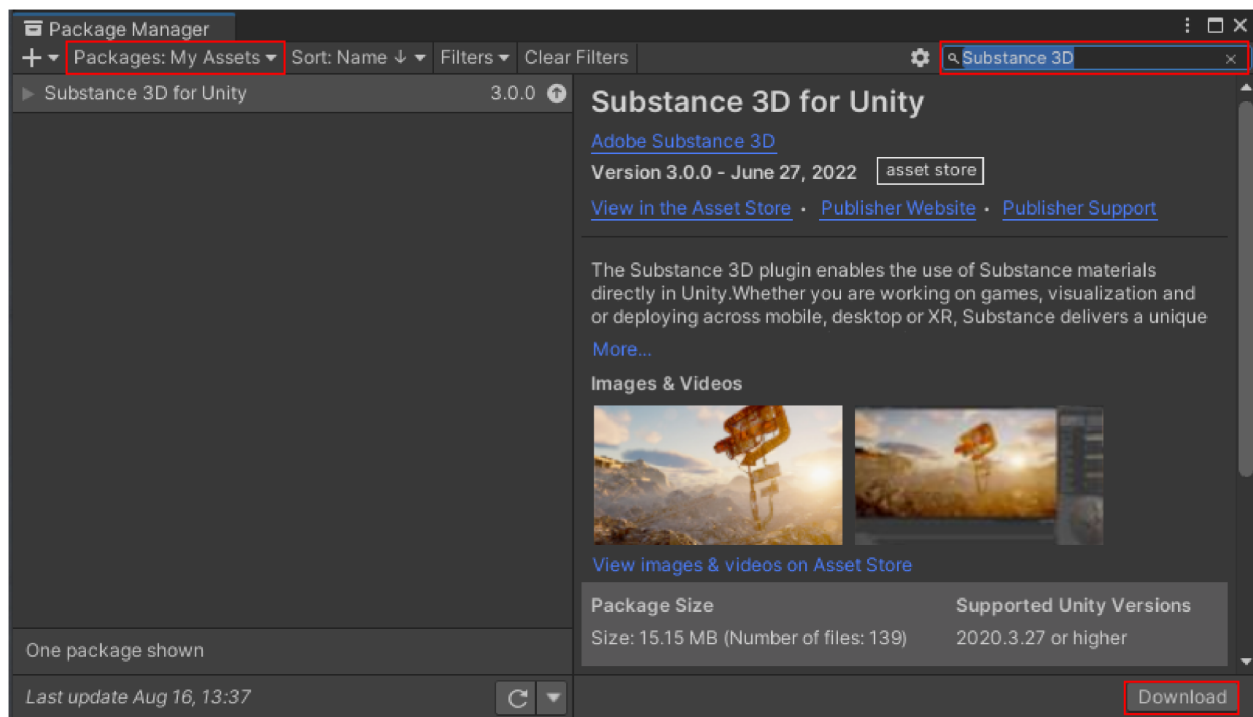 Package Manager
Packages: My Assets
Sort: Name ↓
Filters
Clear Filters
Substance 3D
Substance 3D for Unity 3.0.0
Substance 3D for Unity
Adobe Substance 3D
Version 3.0.0 - June 27, 2022 asset store
View in the Asset Store • Publisher Website • Publisher Support
The Substance 3D plugin enables the use of Substance materials
directly in Unity.Whether you are working on games, visualization and
or deploying across mobile, desktop or XR, Substance delivers a unique
More...
Images & Videos
View images & videos on Asset Store
Package Size
Size: 15.15 MB (Number of files: 139)
Supported Unity Versions
2020.3.27 or higher
One package shown
Last update Aug 16, 13:37
Download